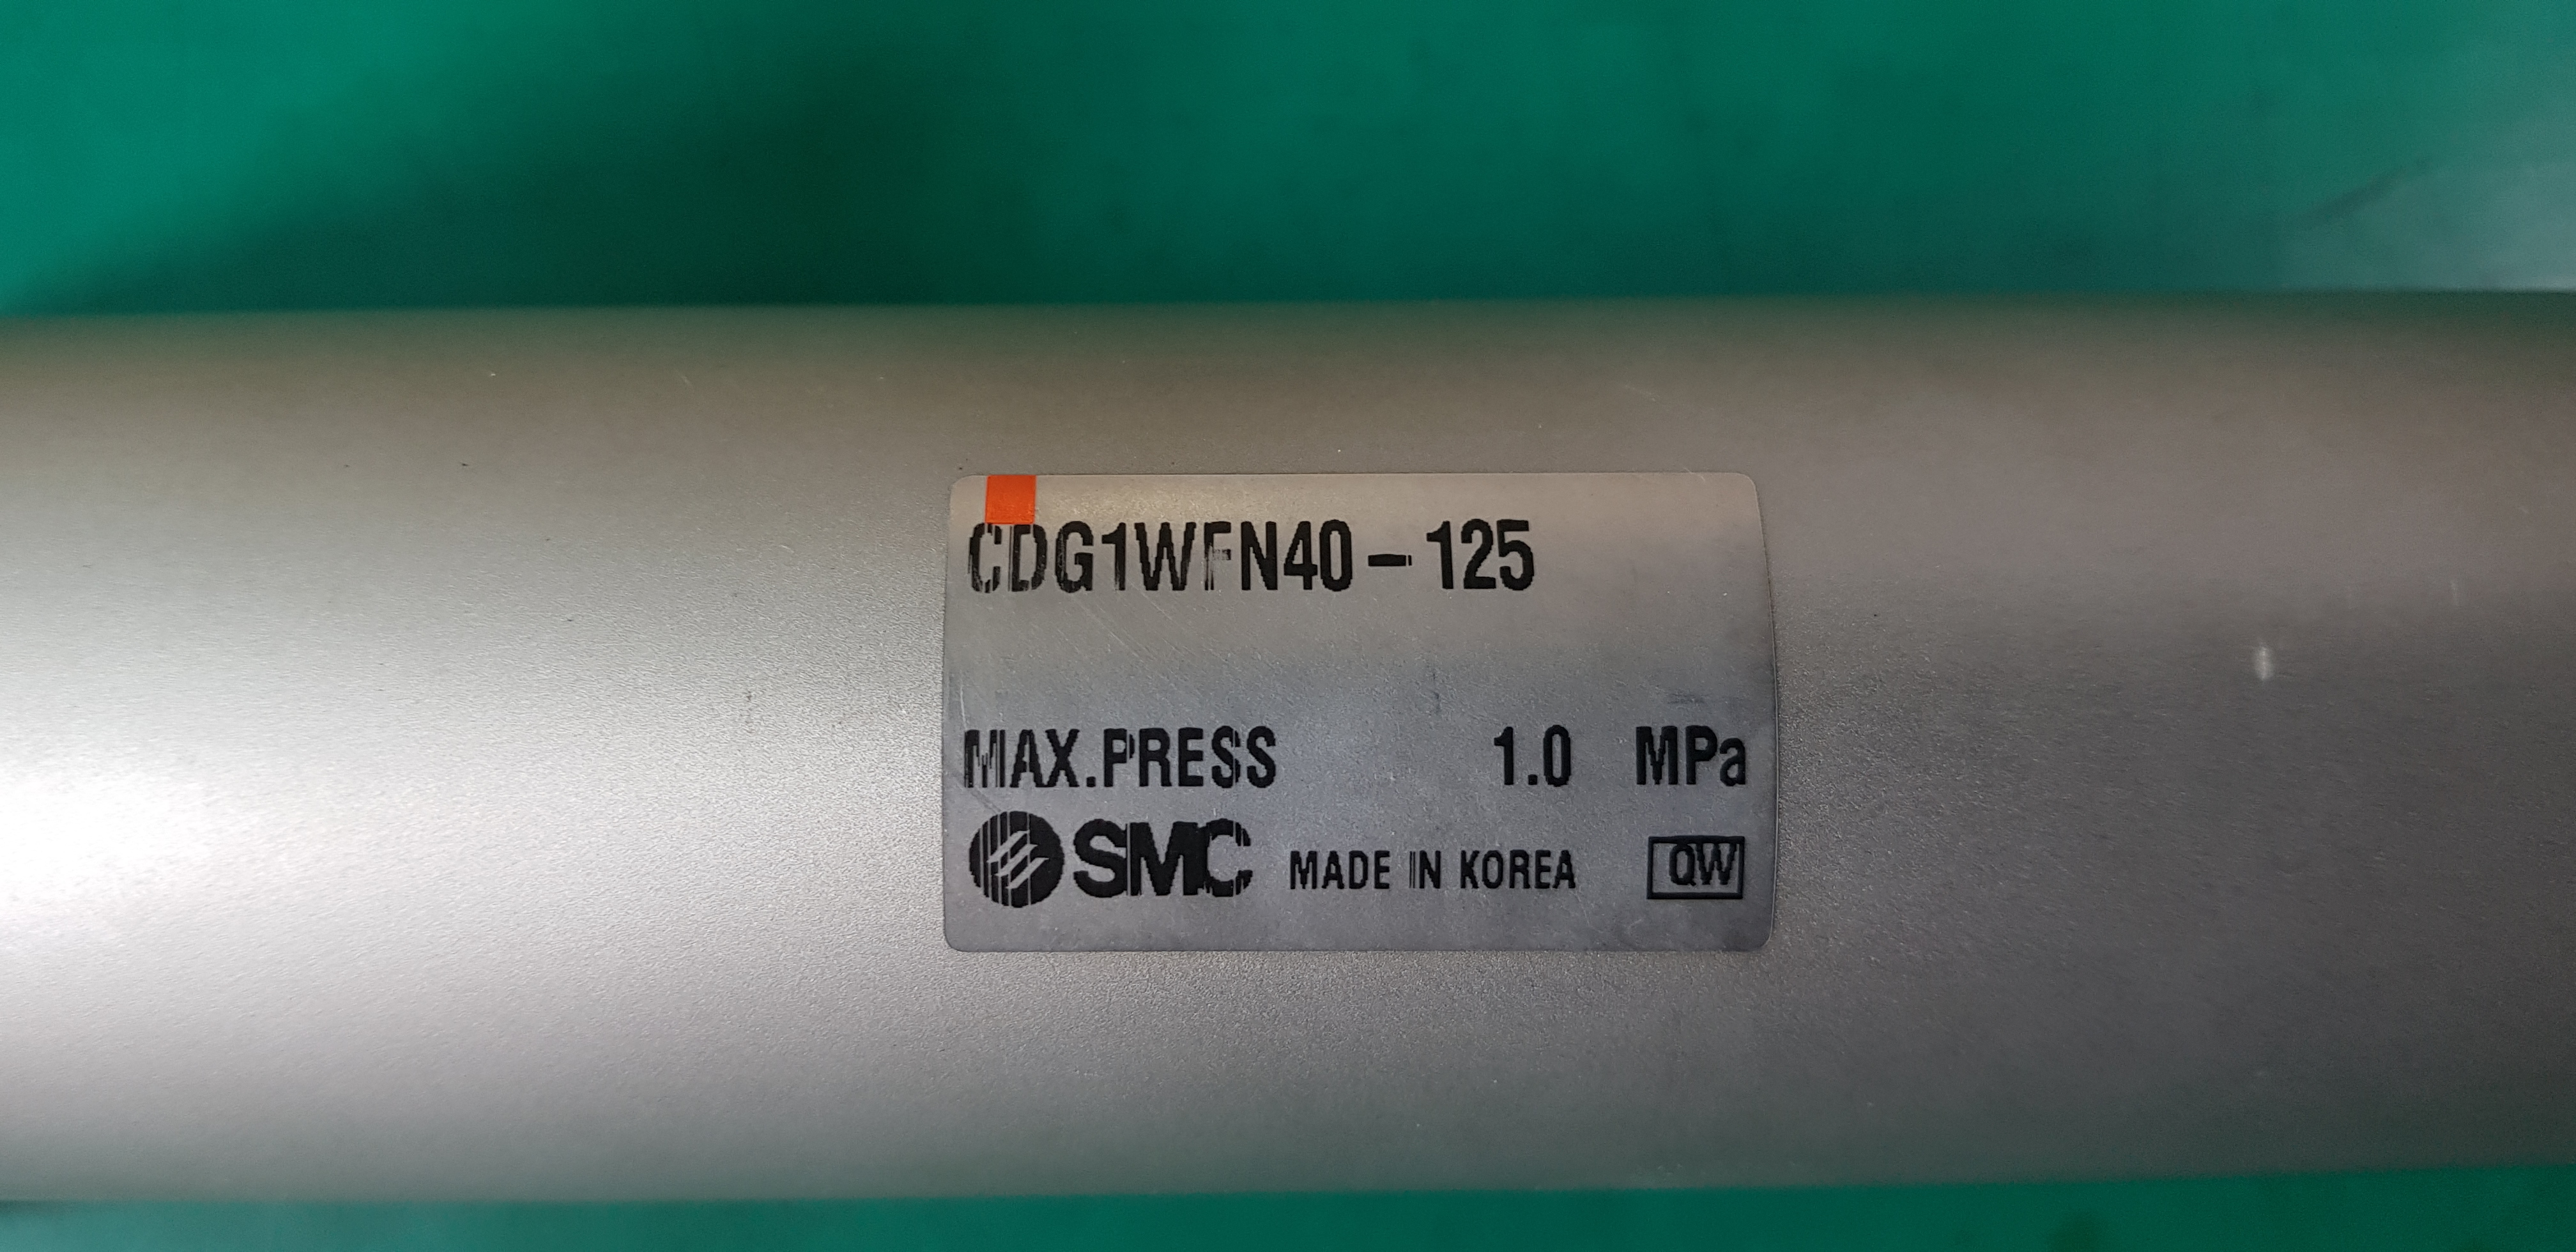 CDG1WFN40-125
MAX.PRESS 1.0 MPa
SMC MADE IN KOREA QW